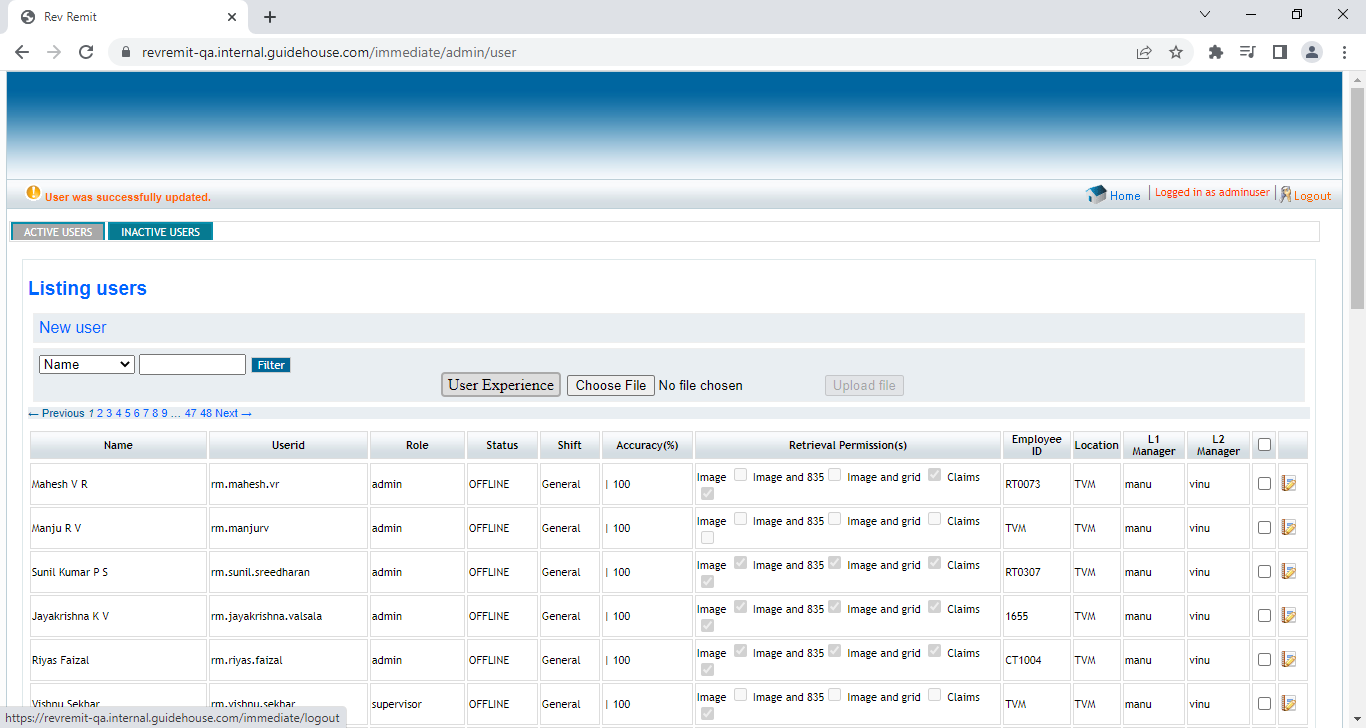 Rev Remit
revremit-qa.internal.guidehouse.com/immediate/admin/user
User was successfully updated.
Home Logged in as adminuser Logout
ACTIVE USERS INACTIVE USERS
Listing users
New user
Name Filter
User Experience Choose File No file chosen Upload file
← Previous 1 2 3 4 5 6 7 8 9 … 47 48 Next →
Name Userid Role Status Shift Accuracy(%) Retrieval Permission(s) Employee ID Location L1 Manager L2 Manager
Mahesh V R rm.mahesh.vr admin OFFLINE General | 100 Image Image and 835 Image and grid Claims RT0073 TVM manu vinu
Manju R V rm.manjurv admin OFFLINE General | 100 Image Image and 835 Image and grid Claims TVM TVM manu vinu
Sunil Kumar P S rm.sunil.sreedharan admin OFFLINE General | 100 Image Image and 835 Image and grid Claims RT0307 TVM manu vinu
Jayakrishna K V rm.jayakrishna.valsala admin OFFLINE General | 100 Image Image and 835 Image and grid Claims 1655 TVM manu vinu
Riyas Faizal rm.riyas.faizal admin OFFLINE General | 100 Image Image and 835 Image and grid Claims CT1004 TVM manu vinu
Vishnu Sekhar rm.vishnu.sekhar supervisor OFFLINE General | 100 Image Image and 835 Image and grid Claims TVM TVM manu vinu
https://revremit-qa.internal.guidehouse.com/immediate/logout